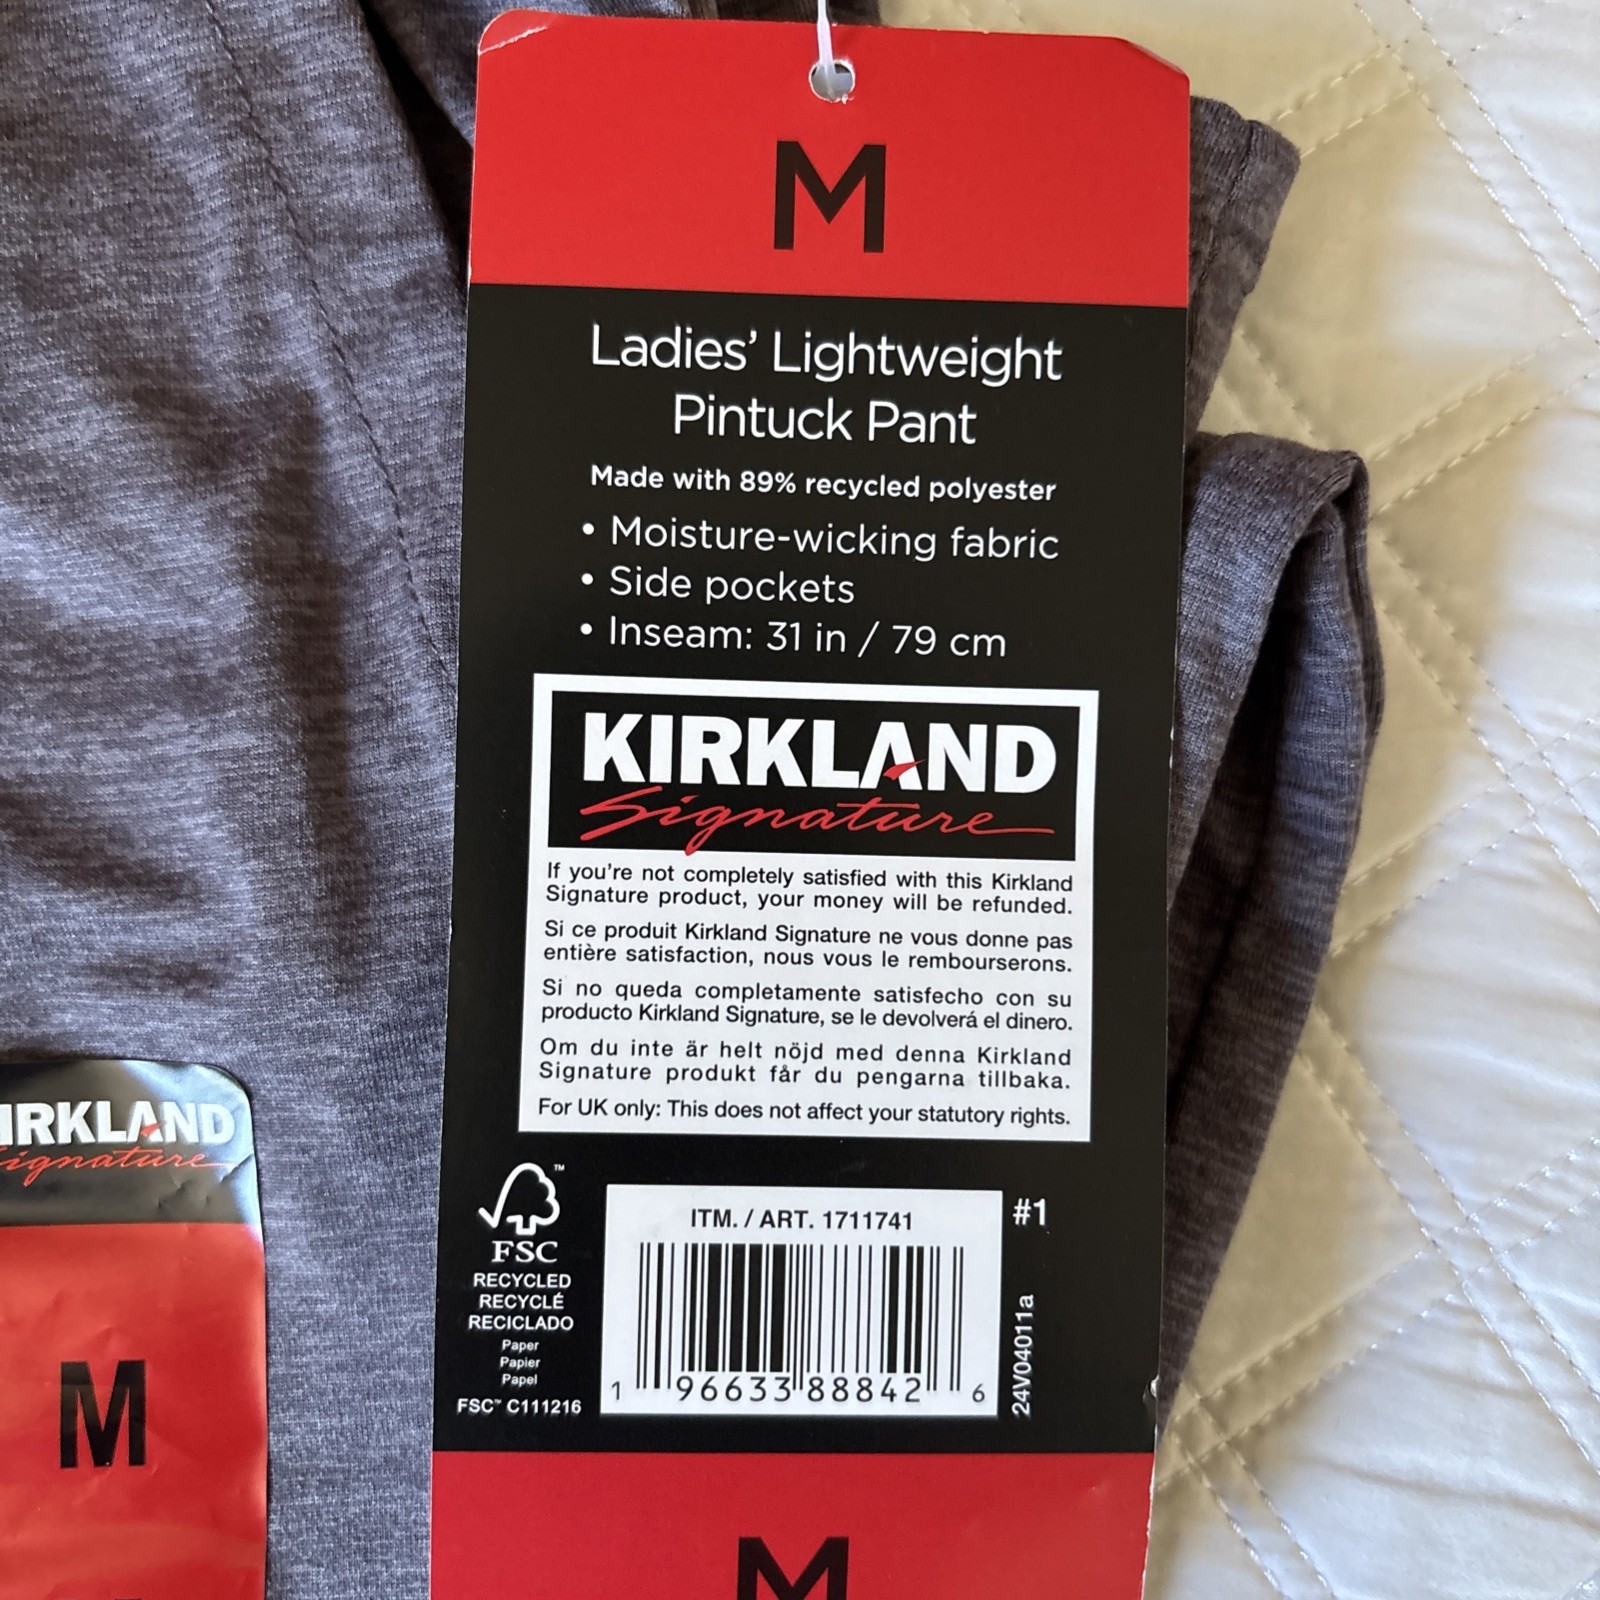 M
Ladies' Lightweight
Pintuck Pant
Made with 89% recycled polyester
• Moisture-wicking fabric
• Side pockets
• Inseam: 31 in / 79 cm
KIRKLAND
Signature
If you're not completely satisfied with this Kirkland
Signature product, your money will be refunded.
Si ce produit Kirkland Signature ne vous donne pas
entière satisfaction, nous vous le rembourserons.
Si no queda completamente satisfecho con su
producto Kirkland Signature, se le devolverá el dinero.
Om du inte är helt nöjd med denna Kirkland
Signature produkt får du pengarna tillbaka.
For UK only: This does not affect your statutory rights.
™
FSC
RECYCLED
RECYCLÉ
RECICLADO
Paper
Papier
Papel
FSC™ C111216
ITM. / ART. 1711741
1 96633 88842 6
#1
24V04011a
M
IRKLAND
Signature
M